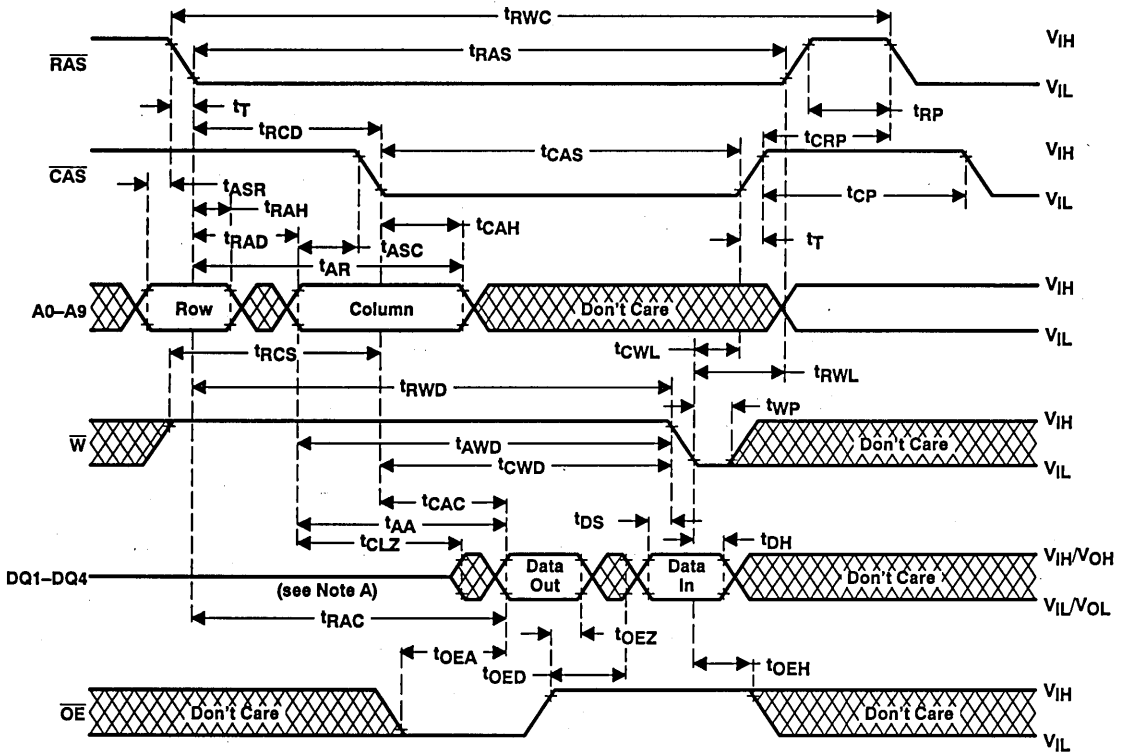 tRWC
RAS
tRAS
VIH
VIL
tT
tRP
tRCD
tCRP
CAS
tCAS
VIH
VIL
tASR
tCP
tRAH
tCAH
tRAD
tASC
tT
tAR
A0–A9
Row
Column
Don't Care
VIH
VIL
tRCS
tCWL
tRWL
tRWD
tWP
W
VIH
tAWD
Don't Care
tCWD
VIL
tCAC
tAA
tDS
tCLZ
tDH
DQ1–DQ4
(see Note A)
Data Out
Data In
Don't Care
VIH/VOH
VIL/VOL
tRAC
tOEZ
tOEA
tOED
tOEH
OE
Don't Care
Don't Care
VIH
VIL